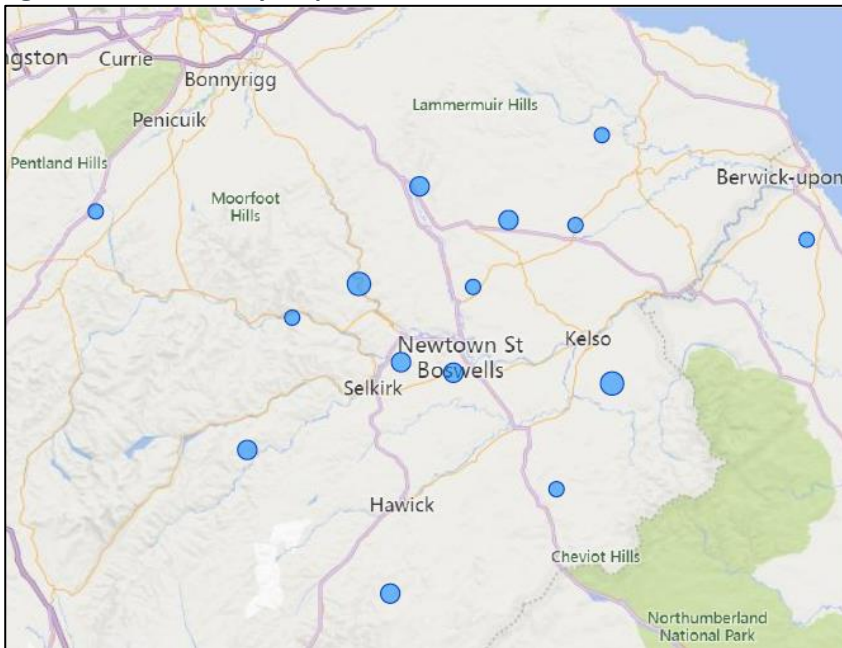 ngston
Currie
Bonnyrigg
Penicuik
Pentland Hills
Moorfoot
Hills
Lammermuir Hills
Berwick-upon
Newtown St
Boswells
Kelso
Selkirk
Hawick
Cheviot Hills
Northumberland
National Park